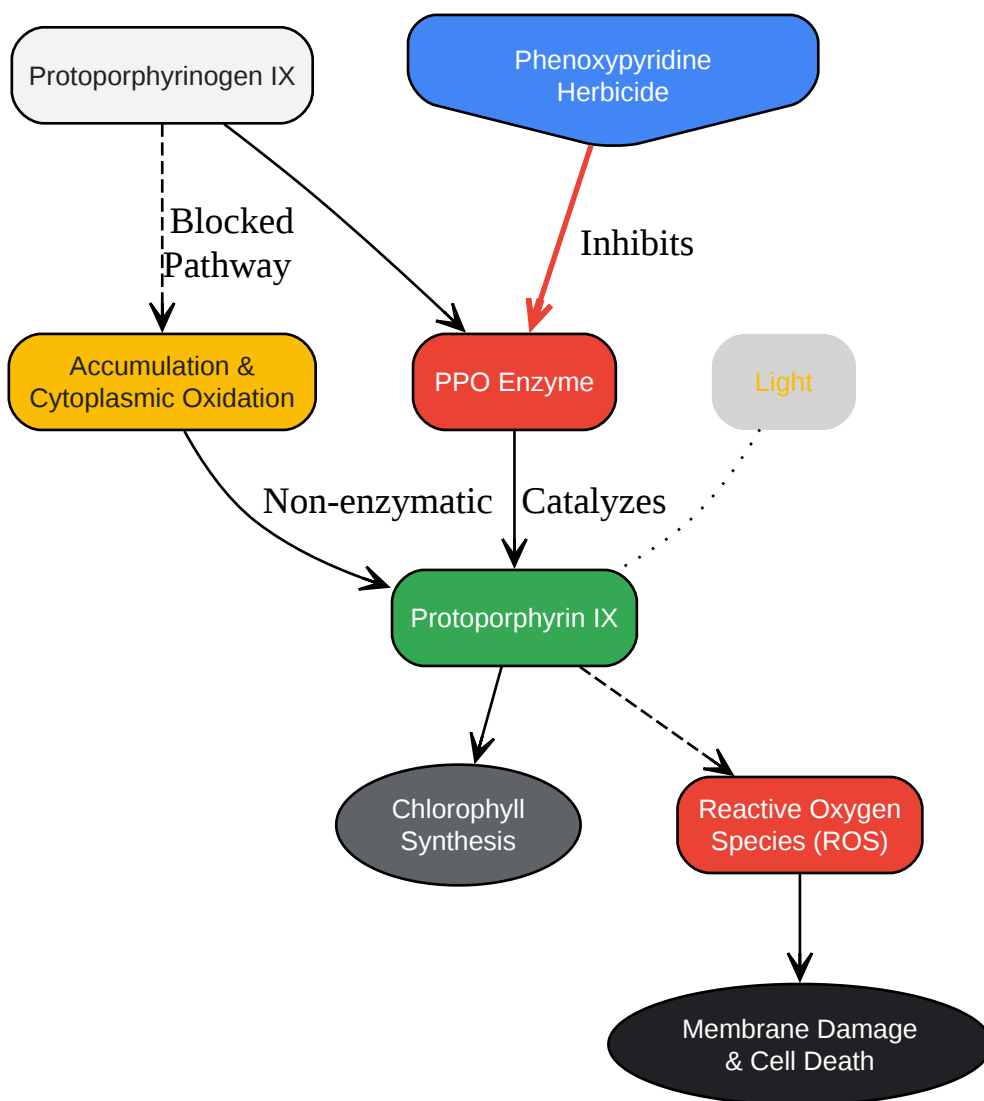 Protoporphyrinogen IX
Phenoxypyridine
Herbicide
Blocked
Pathway
Inhibits
Accumulation &
Cytoplasmic Oxidation
PPO Enzyme
Light
Non-enzymatic
Catalyzes
Protoporphyrin IX
Chlorophyll
Synthesis
Reactive Oxygen
Species (ROS)
Membrane Damage
& Cell Death